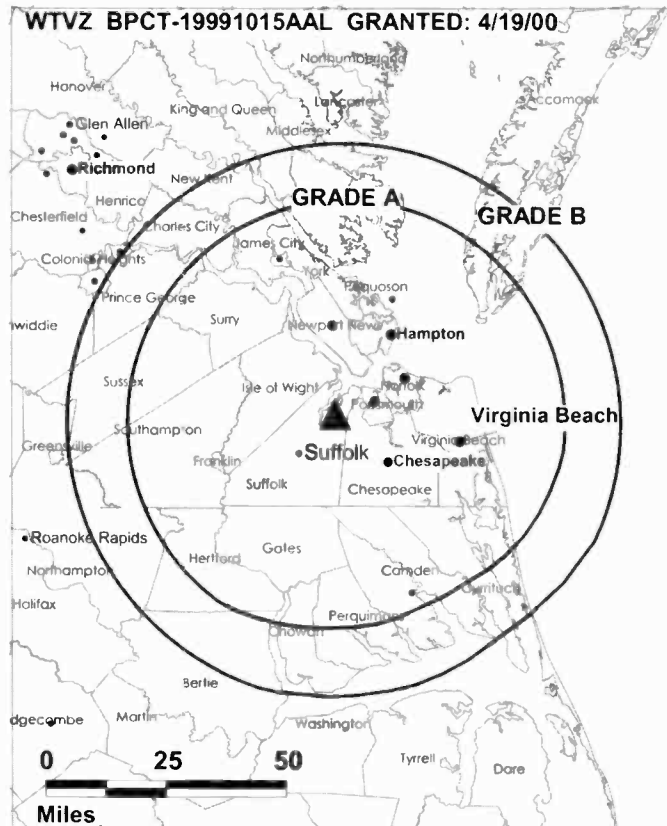 WTVZ BPCT-19991015AAL GRANTED: 4/19/00
Northumberland
Hanover
Lancaster
Accamack
King and Queen
Glen Allen
Middlesex
Richmond
New Kent
Henrico
GRADE A
GRADE B
Chesterfield
Charles City
James City
Colonial Heights
York
Prince George
Poquoson
Surry
Newport News
Hampton
Sussex
Isle of Wight
Norfolk
Portsmouth
Virginia Beach
Southampton
Virginia Beach
Greensville
Suffolk
Franklin
Chesapeake
Suffolk
Chesapeake
Roanoke Rapids
Hertford
Gates
Northampton
Camden
Currituck
Halifax
Perquimans
Chowan
Bertie
dgecombe
Martin
Washington
Tyrrell
Dare
0 25 50
Miles